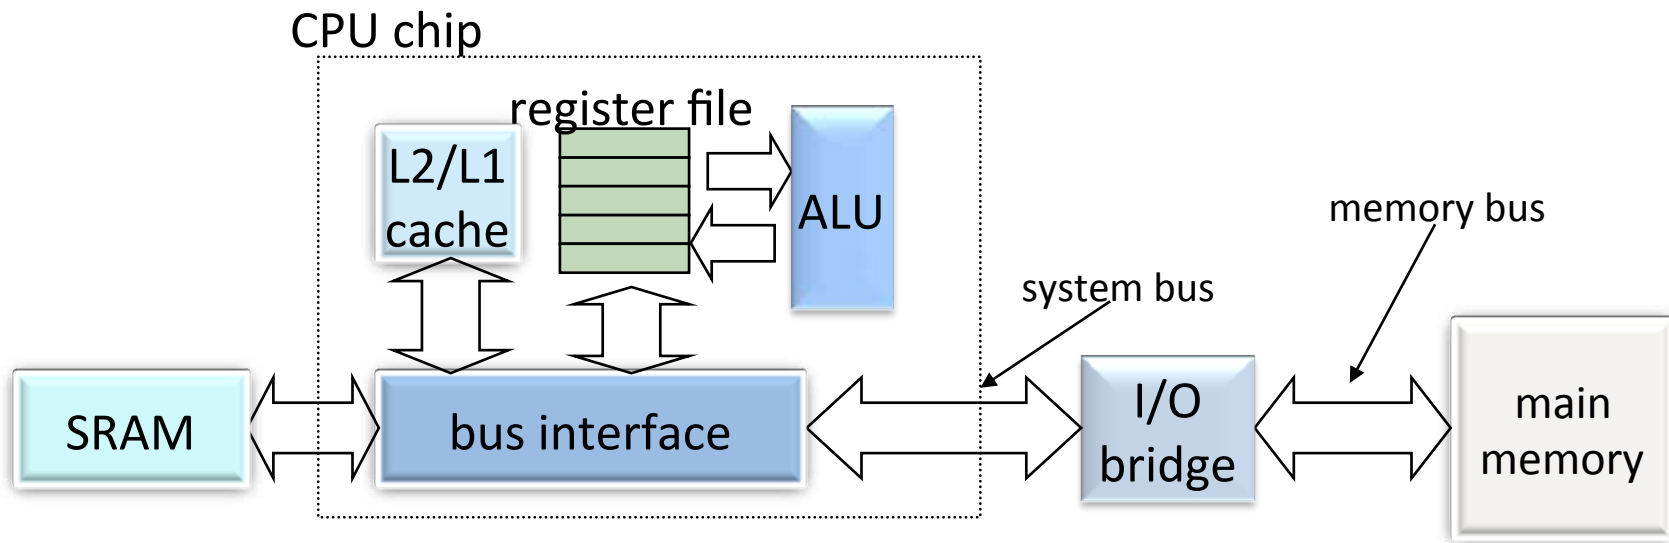 CPU chip
register file
L2/L1
cache
ALU
memory bus
system bus
SRAM
bus interface
I/O
bridge
main
memory